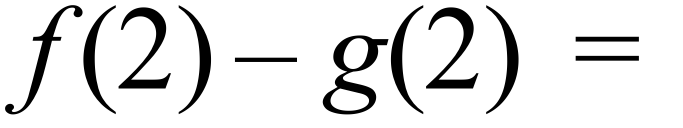 f(2) − g(2) =